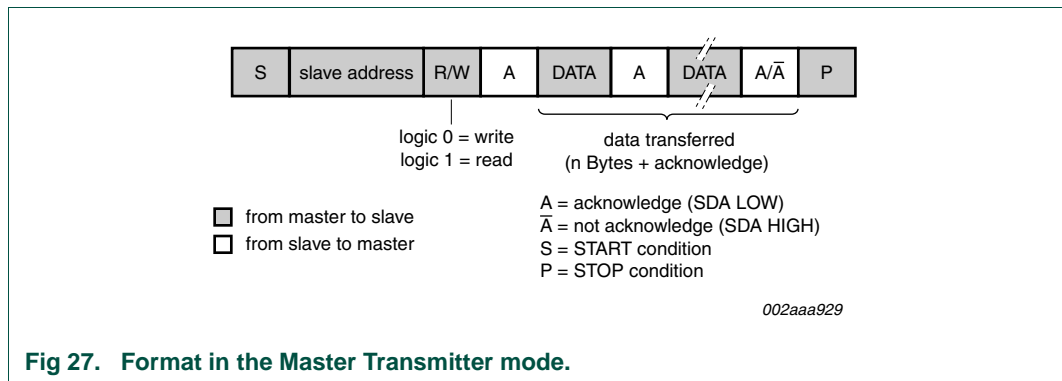 S slave address R/W A DATA A DATA A/A̅ P
logic 0 = write
logic 1 = read
data transferred
(n Bytes + acknowledge)
from master to slave
from slave to master
A = acknowledge (SDA LOW)
A̅ = not acknowledge (SDA HIGH)
S = START condition
P = STOP condition
002aaa929
Fig 27. Format in the Master Transmitter mode.